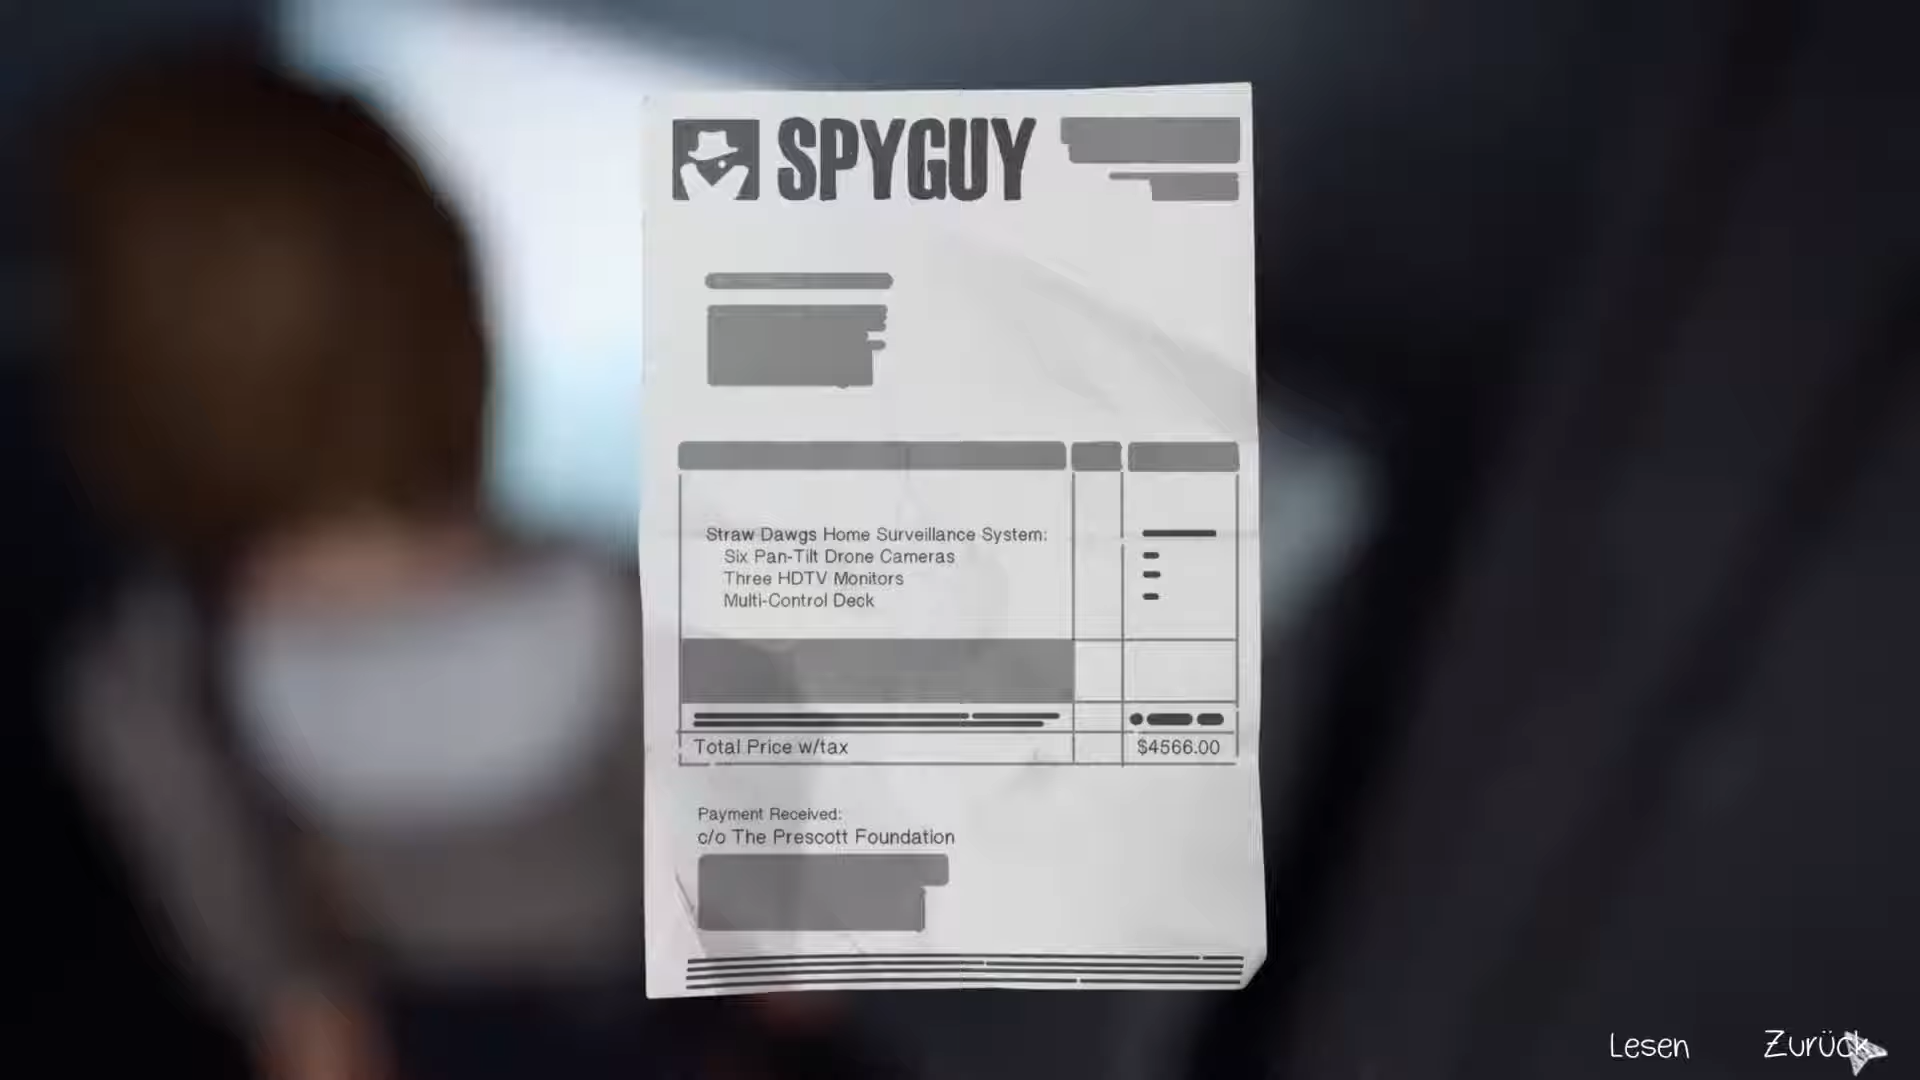 SPYGUY
Straw Dawgs Home Surveillance System:
Six Pan-Tilt Drone Cameras
Three HDTV Monitors
Multi-Control Deck
Total Price w/tax $4566.00
Payment Received:
c/o The Prescott Foundation
Lesen Zurück